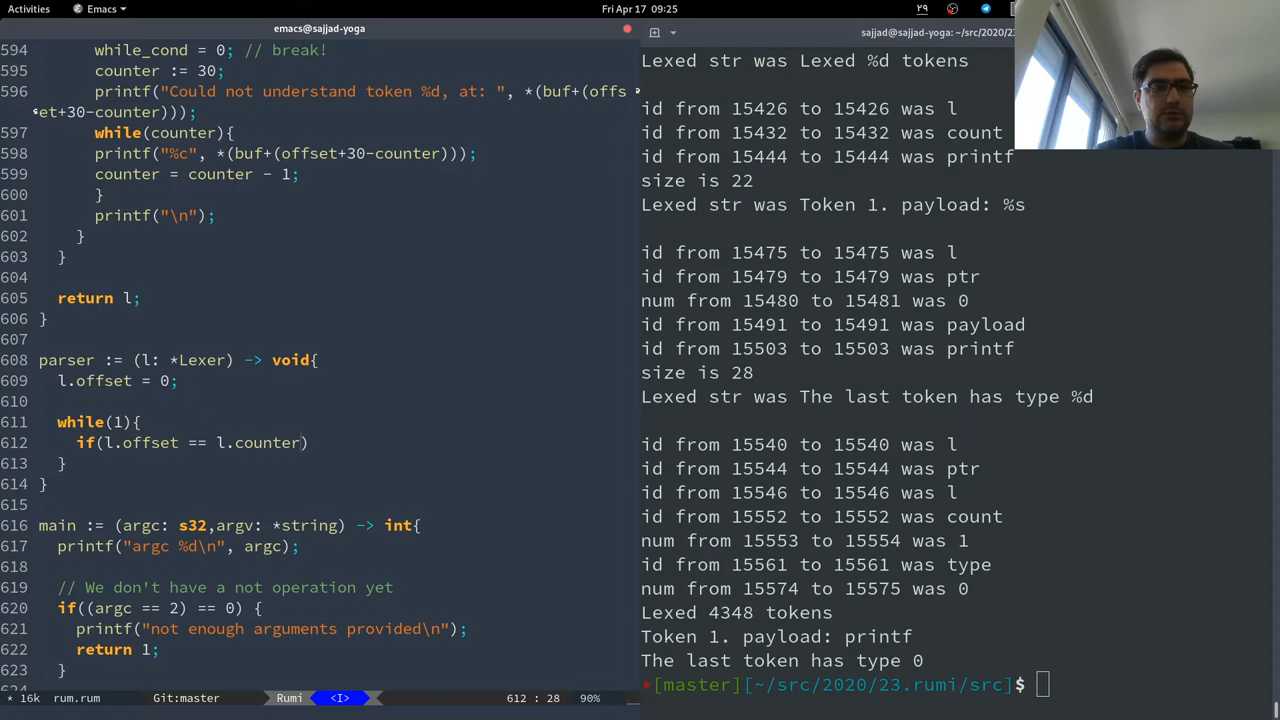 Activities Emacs Fri Apr 17 09:25 ۲۹
emacs@sajjad-yoga
594 while_cond = 0; // break!
595 counter := 30;
596 printf("Could not understand token %d, at: ", *(buf+(offs
et+30-counter)));
597 while(counter){
598 printf("%c", *(buf+(offset+30-counter)));
599 counter = counter - 1;
600 }
601 printf("\n");
602 }
603 }
604
605 return l;
606 }
607
608 parser := (l: *Lexer) -> void{
609 l.offset = 0;
610
611 while(1){
612 if(l.offset == l.counter)
613 }
614 }
615
616 main := (argc: s32,argv: *string) -> int{
617 printf("argc %d\n", argc);
618
619 // We don't have a not operation yet
620 if((argc == 2) == 0) {
621 printf("not enough arguments provided\n");
622 return 1;
623 }
* 16k rum.rum Git:master Rumi <I> 612 : 28 90%
sajjad@sajjad-yoga: ~/src/2020/23.
Lexed str was Lexed %d tokens
id from 15426 to 15426 was l
id from 15432 to 15432 was count
id from 15444 to 15444 was printf
size is 22
Lexed str was Token 1. payload: %s
id from 15475 to 15475 was l
id from 15479 to 15479 was ptr
num from 15480 to 15481 was 0
id from 15491 to 15491 was payload
id from 15503 to 15503 was printf
size is 28
Lexed str was The last token has type %d
id from 15540 to 15540 was l
id from 15544 to 15544 was ptr
id from 15546 to 15546 was l
id from 15552 to 15552 was count
num from 15553 to 15554 was 1
id from 15561 to 15561 was type
num from 15574 to 15575 was 0
Lexed 4348 tokens
Token 1. payload: printf
The last token has type 0
*[master][~/src/2020/23.rumi/src]$